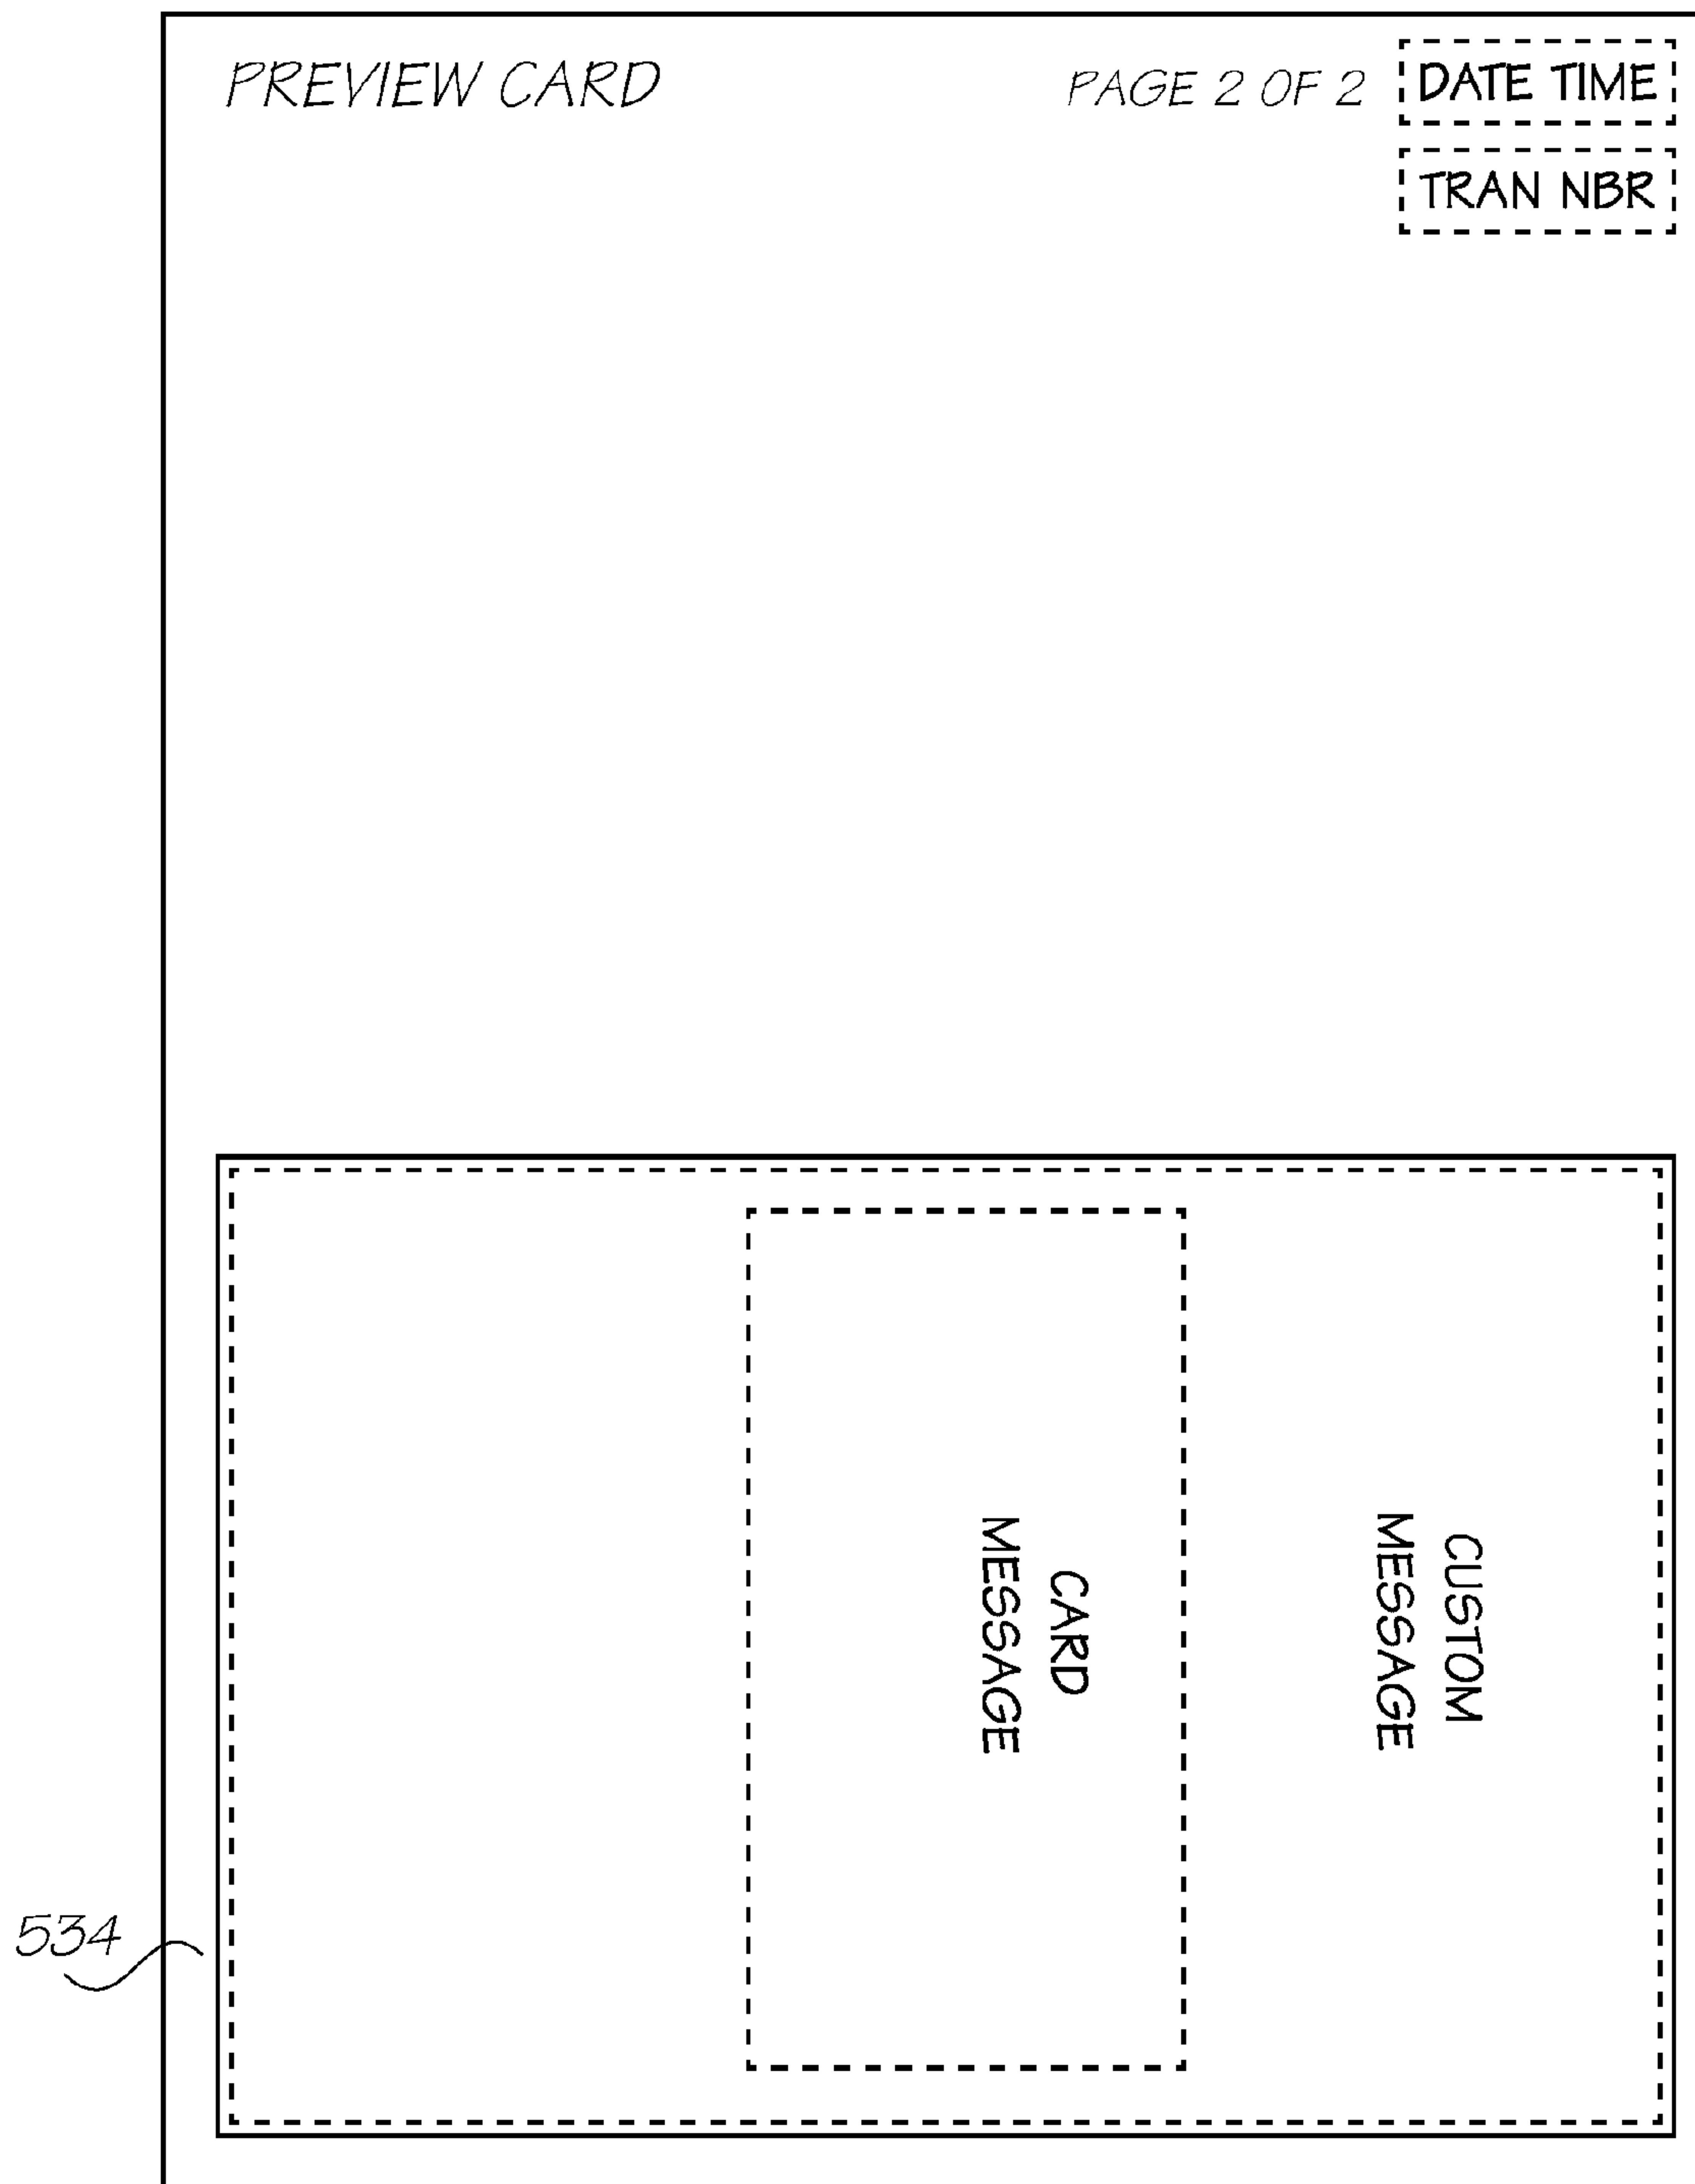 PREVIEW CARD
PAGE 2 OF 2
DATE TIME
TRAN NBR
CUSTOM
MESSAGE
CARD
MESSAGE
534